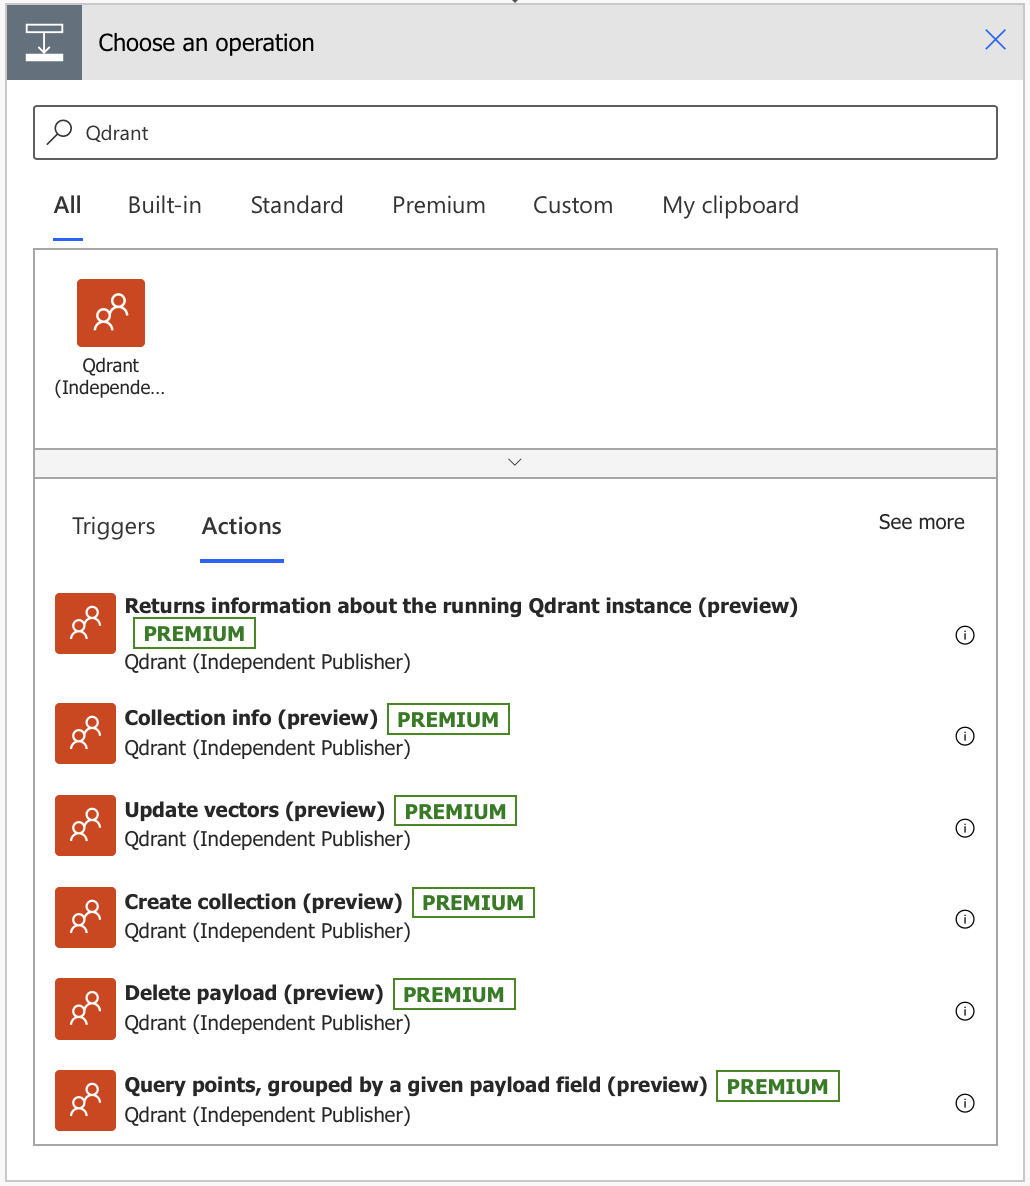 Choose an operation
Qdrant
All Built-in Standard Premium Custom My clipboard
Qdrant
(Independe...
Triggers Actions See more
Returns information about the running Qdrant instance (preview)
PREMIUM
Qdrant (Independent Publisher)
Collection info (preview) PREMIUM
Qdrant (Independent Publisher)
Update vectors (preview) PREMIUM
Qdrant (Independent Publisher)
Create collection (preview) PREMIUM
Qdrant (Independent Publisher)
Delete payload (preview) PREMIUM
Qdrant (Independent Publisher)
Query points, grouped by a given payload field (preview) PREMIUM
Qdrant (Independent Publisher)